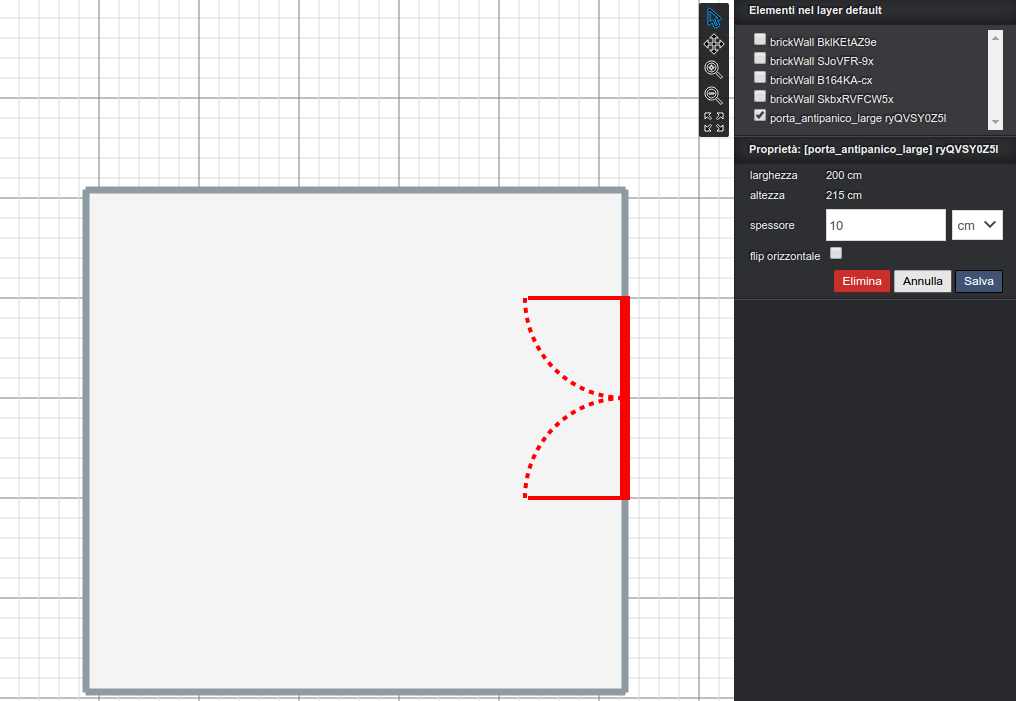 Elementi nel layer default
brickWall BklKEtAZ9e
brickWall SJoVFR-9x
brickWall B164KA-cx
brickWall SkbxRVFCW5x
porta_antipanico_large ryQVSY0Z5l
Proprietà: [porta_antipanico_large] ryQVSY0Z5l
larghezza 200 cm
altezza 215 cm
spessore 10 cm
flip orizzontale
Elimina Annulla Salva